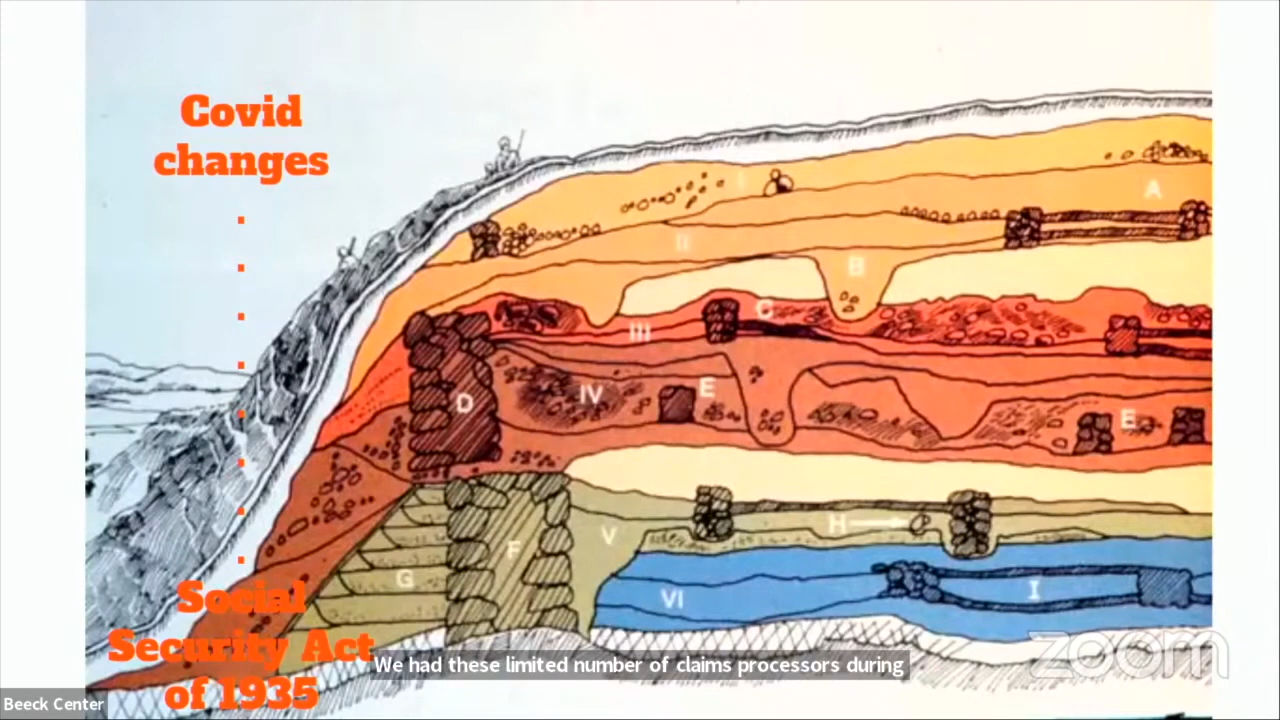 Covid
changes
I
A
II
B
C
III
D
IV
E
E
H
F
V
G
VI
I
Social
Security Act
of 1935
We had these limited number of claims processors during
zoom
Beeck Center